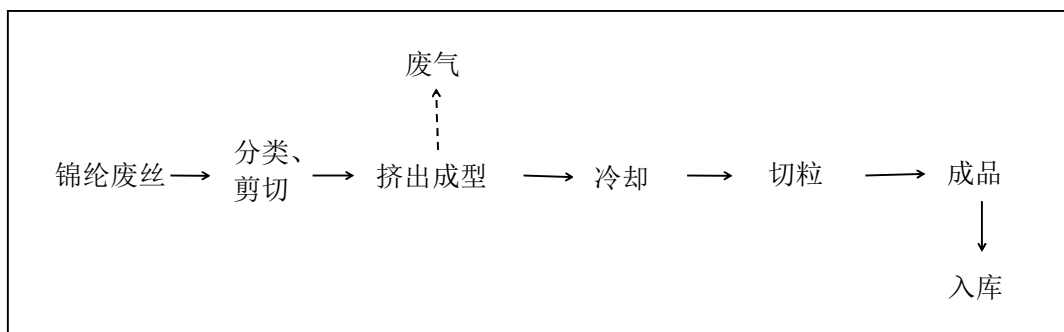 废气
锦纶废丝
分类、
剪切
挤出成型
冷却
切粒
成品
入库